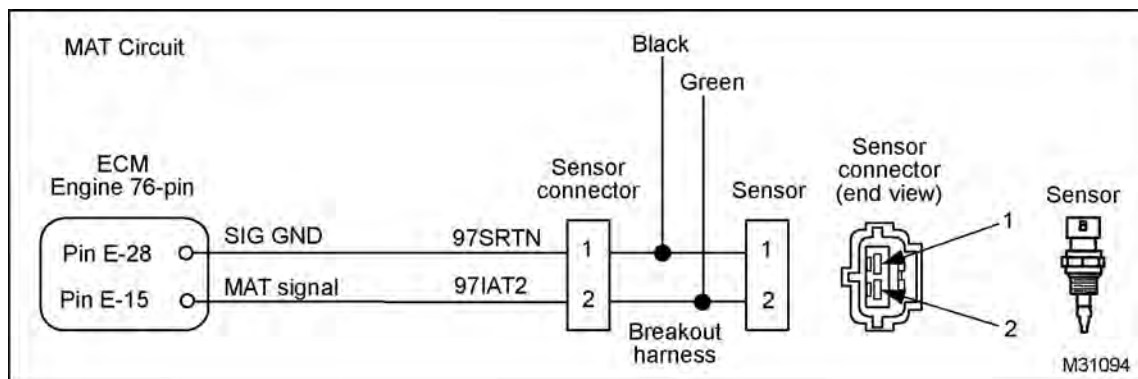 MAT Circuit
Black
Green
ECM
Engine 76-pin
Sensor
connector
Sensor
Sensor
connector
(end view)
Sensor
1
B
Pin E-28
SIG GND
97SRTN
1
1
Pin E-15
MAT signal
97IAT2
2
2
Breakout
harness
2
M31094